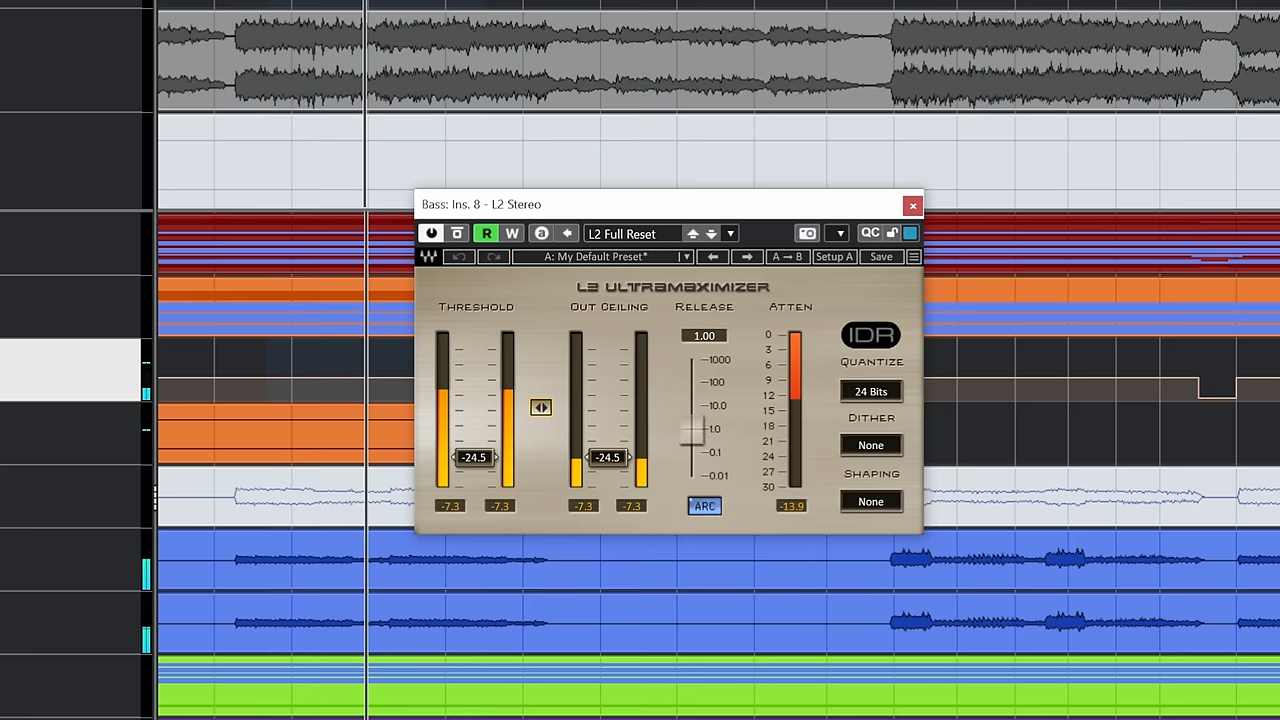 Bass: Ins. 8 - L2 Stereo
R W a L2 Full Reset QC
A: My Default Preset* A → B Setup A Save
L2 ULTRAMAXIMIZER
THRESHOLD OUT CEILING RELEASE ATTEN
1.00
-24.5 -24.5
-7.3 -7.3 -7.3 -7.3
1000
100
10.0
1.0
0.1
0.01
ARC
0
3
6
9
12
15
18
21
24
27
30
-13.9
IDR
QUANTIZE
24 Bits
DITHER
None
SHAPING
None